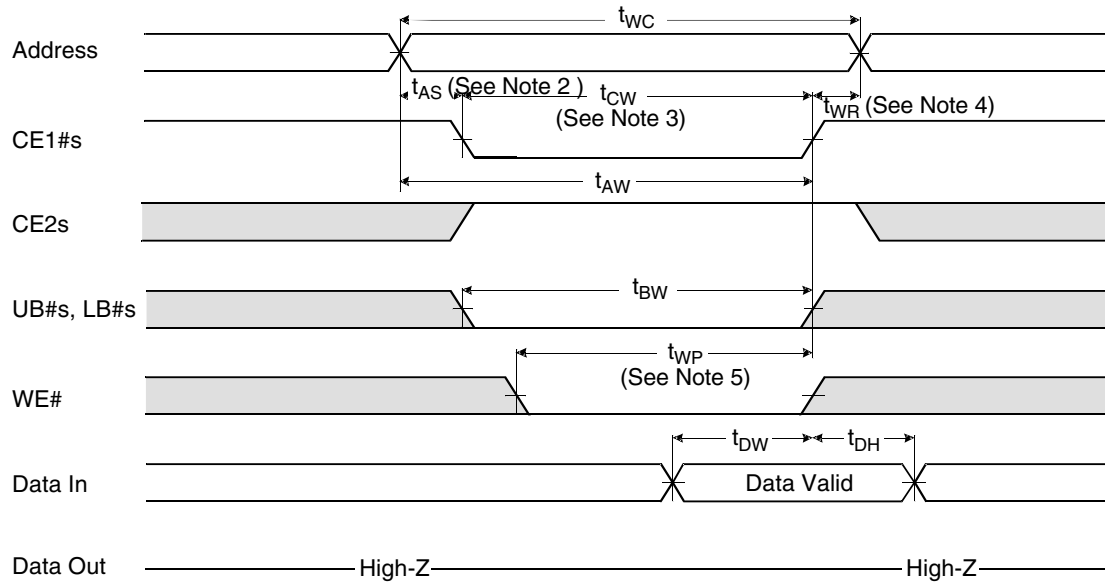 tWC
Address
tAS (See Note 2 )
tCW
(See Note 3)
tWR (See Note 4)
CE1#s
tAW
CE2s
UB#s, LB#s
tBW
tWP
(See Note 5)
WE#
tDW
tDH
Data In
Data Valid
Data Out
High-Z
High-Z